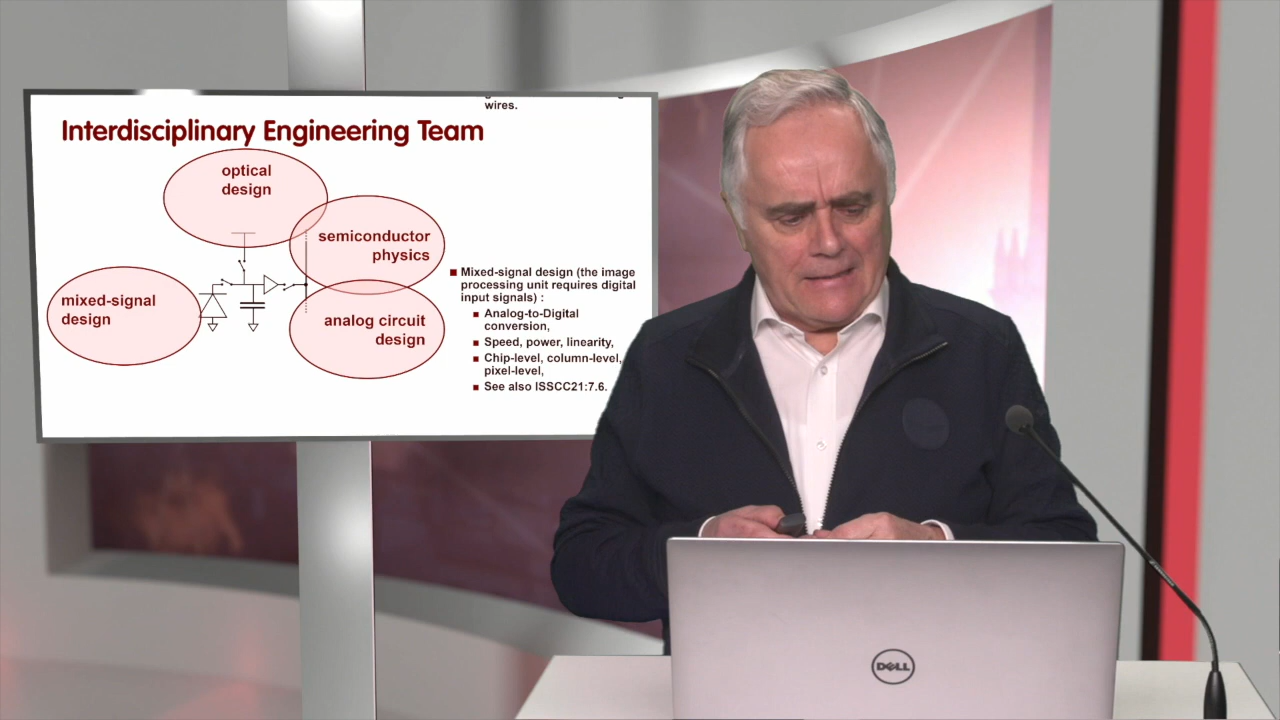 wires.
Interdisciplinary Engineering Team
optical
design
semiconductor
physics
mixed-signal
design
analog circuit
design
■ Mixed-signal design (the image
processing unit requires digital
input signals) :
■ Analog-to-Digital
conversion,
■ Speed, power, linearity,
■ Chip-level, column-level,
pixel-level,
■ See also ISSCC21:7.6.
DELL